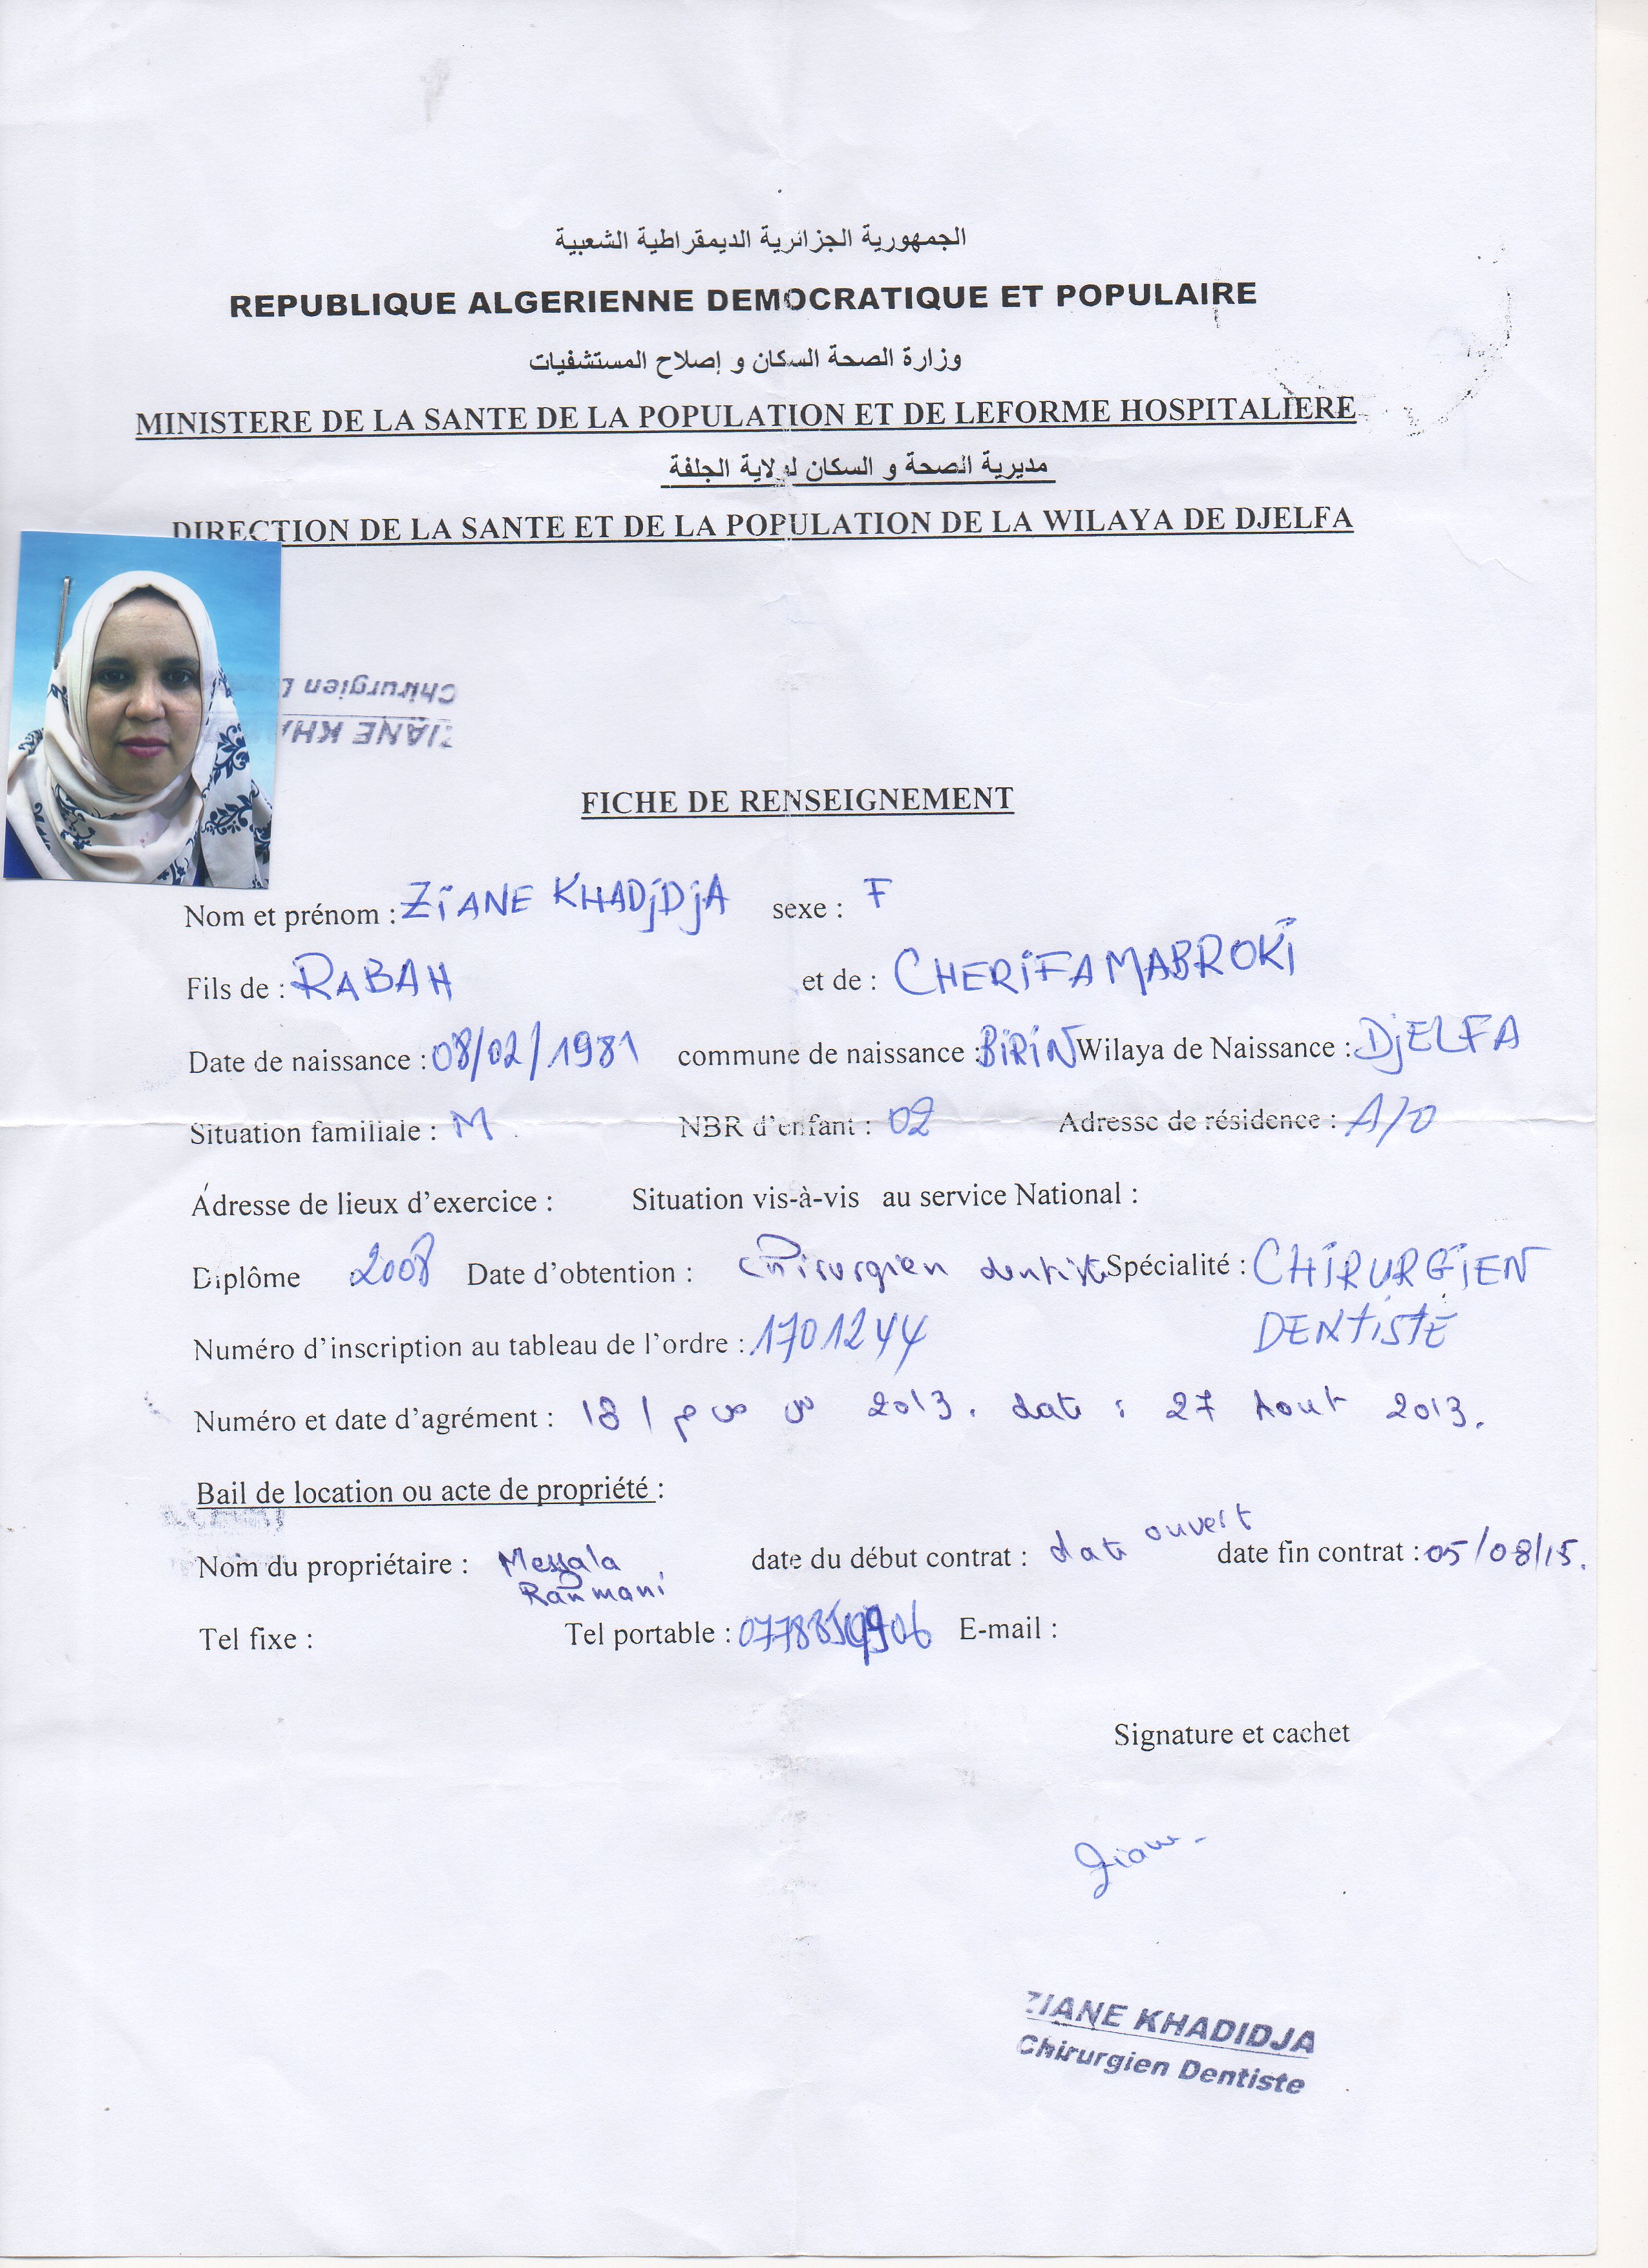 الجمهورية الجزائرية الديمقراطية الشعبية
REPUBLIQUE ALGERIENNE DEMOCRATIQUE ET POPULAIRE
وزارة الصحة السكان و إصلاح المستشفيات
MINISTERE DE LA SANTE DE LA POPULATION ET DE LEFORME HOSPITALIERE
مديرية الصحة و السكان لولاية الجلفة
DIRECTION DE LA SANTE ET DE LA POPULATION DE LA WILAYA DE DJELFA
ZIANE KHA
Chirurgien D
FICHE DE RENSEIGNEMENT
Nom et prénom : ZiANE KHADjDjA sexe : F
Fils de : RABAH et de : CHERiFA MABROKi
Date de naissance : 08/02/1981 commune de naissance : BiRiN Wilaya de Naissance : DjELFA
Situation familiale : M NBR d'enfant : 02 Adresse de résidence : A/O
Adresse de lieux d'exercice : Situation vis-à-vis au service National :
Diplôme 2008 Date d'obtention : chirurgien dentiste Spécialité : CHiRURGiEN
DENtiStE
Numéro d'inscription au tableau de l'ordre : 1701244
Numéro et date d'agrément : 181 م ص س 2013. date : 27 Aout 2013.
Bail de location ou acte de propriété :
Nom du propriétaire : Messala date du début contrat : date ouvert date fin contrat : 05/08/15.
Rahmani
Tel fixe : Tel portable : E-mail :
Signature et cachet
Ziane
ZIANE KHADIDJA
Chirurgien Dentiste